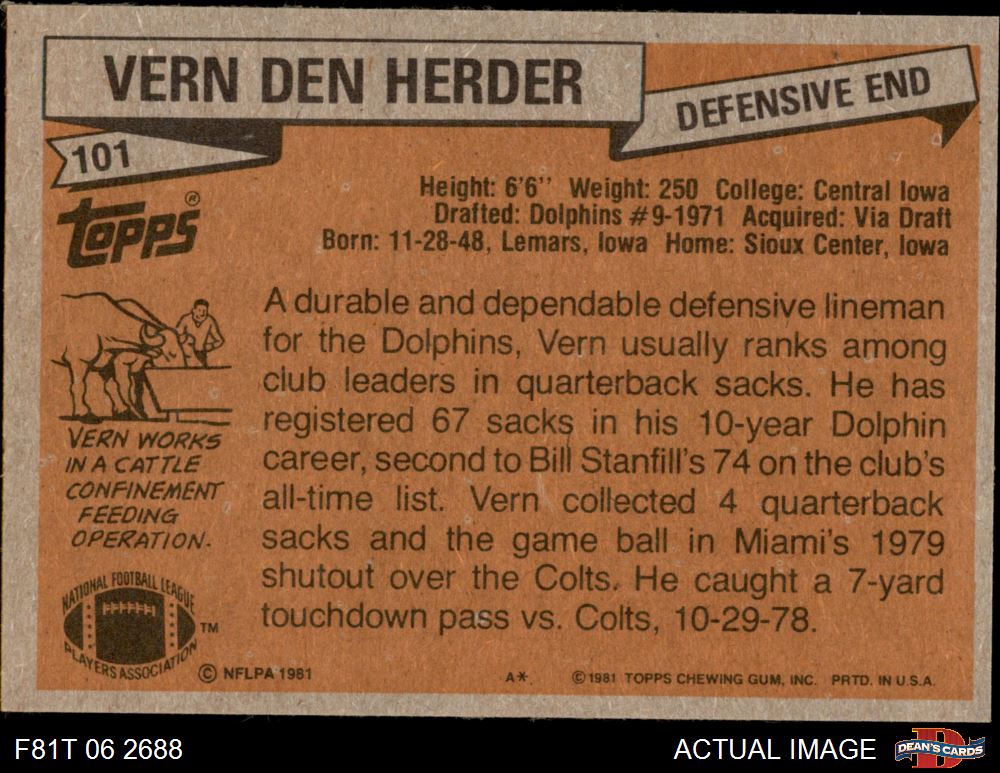 VERN DEN HERDER
DEFENSIVE END
101
Topps®
Height: 6'6" Weight: 250 College: Central Iowa
Drafted: Dolphins #9-1971 Acquired: Via Draft
Born: 11-28-48, Lemars, Iowa Home: Sioux Center, Iowa
A durable and dependable defensive lineman
for the Dolphins, Vern usually ranks among
club leaders in quarterback sacks. He has
registered 67 sacks in his 10-year Dolphin
career, second to Bill Stanfill's 74 on the club's
all-time list. Vern collected 4 quarterback
sacks and the game ball in Miami's 1979
shutout over the Colts. He caught a 7-yard
touchdown pass vs. Colts, 10-29-78.
VERN WORKS
IN A CATTLE
CONFINEMENT
FEEDING
OPERATION.
NATIONAL FOOTBALL LEAGUE
PLAYERS ASSOCIATION
TM
© NFLPA 1981
A*
© 1981 TOPPS CHEWING GUM, INC. PRTD. IN U.S.A.
F81T 06 2688
ACTUAL IMAGE
D
DEAN'S CARDS